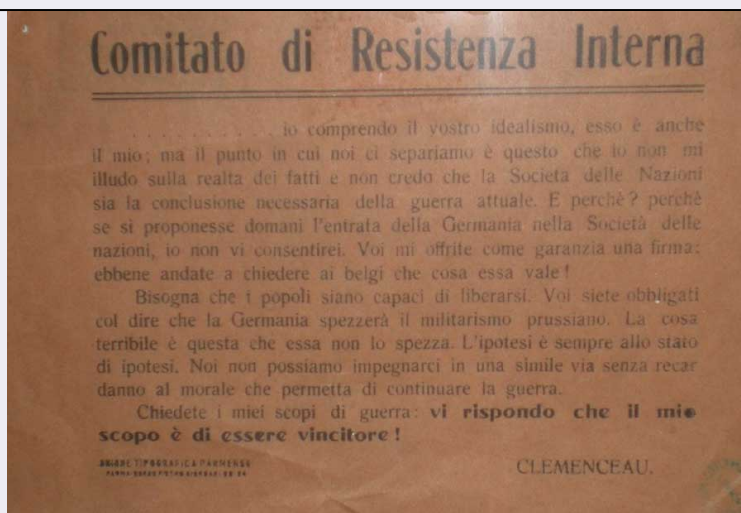 Comitato di Resistenza Interna
. . . . . . . . . . Io comprendo il vostro idealismo, esso è anche
il mio; ma il punto in cui noi ci separiamo è questo che io non mi
illudo sulla realta dei fatti e non credo che la Società delle Nazioni
sia la conclusione necessaria della guerra attuale. E perchè? perchè
se si proponesse domani l'entrata della Germania nella Società delle
nazioni, io non vi consentirei. Voi mi offrite come garanzia una firma:
ebbene andate a chiedere ai belgi che cosa essa vale!
Bisogna che i popoli siano capaci di liberarsi. Voi siete obbligati
col dire che la Germania spezzerà il militarismo prussiano. La cosa
terribile è questa che essa non lo spezza. L'ipotesi è sempre allo stato
di ipotesi. Noi non possiamo impegnarci in una simile via senza recar
danno al morale che permetta di continuare la guerra.
Chiedete i miei scopi di guerra: vi rispondo che il mio
scopo è di essere vincitore!
UNIONE TIPOGRAFICA PARMENSE
CLEMENCEAU.